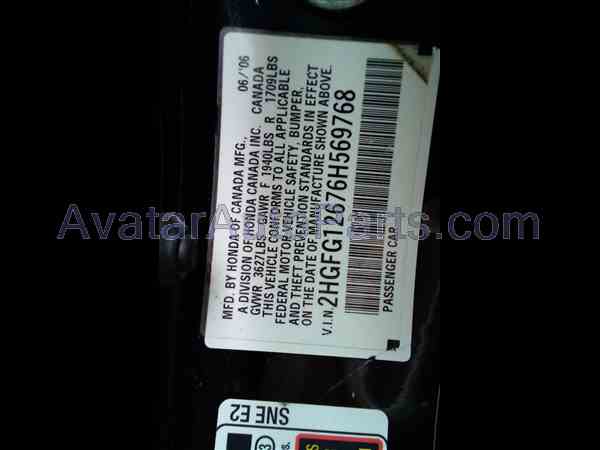 MFD. BY HONDA OF CANADA MFG., 06/'06
A DIVISION OF HONDA CANADA INC. CANADA
GVWR 3627LBS GAWR F 1940LBS R 1709LBS
THIS VEHICLE CONFORMS TO ALL APPLICABLE
FEDERAL MOTOR VEHICLE SAFETY, BUMPER,
AND THEFT PREVENTION STANDARDS IN EFFECT
ON THE DATE OF MANUFACTURE SHOWN ABOVE.
V.I.N. 2HGFG12676H569768
PASSENGER CAR
SNE E2